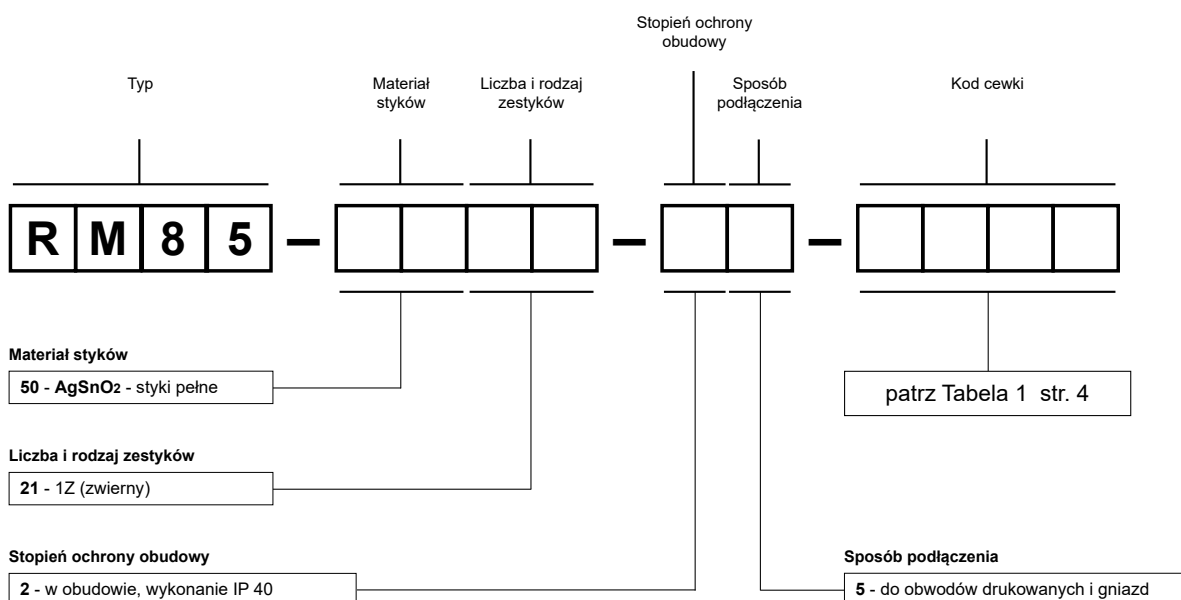 Stopień ochrony
obudowy
Typ
Materiał
styków
Liczba i rodzaj
zestyków
Sposób
podłączenia
Kod cewki
R M 8 5 – – –
Materiał styków
50 - AgSnO2 - styki pełne
patrz Tabela 1 str. 4
Liczba i rodzaj zestyków
21 - 1Z (zwierny)
Stopień ochrony obudowy
2 - w obudowie, wykonanie IP 40
Sposób podłączenia
5 - do obwodów drukowanych i gniazd